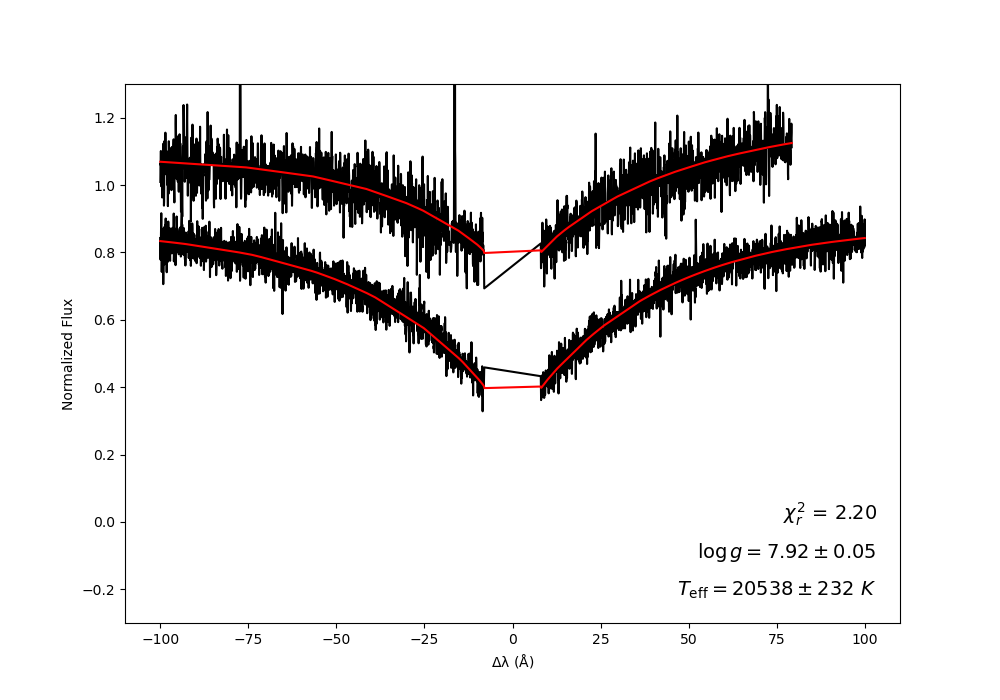 1.2
1.0
0.8
0.6
0.4
0.2
0.0
−0.2
Normalized Flux
χ²ᵣ = 2.20
log g = 7.92 ± 0.05
T_eff = 20538 ± 232 K
−100 −75 −50 −25 0 25 50 75 100
Δλ (Å)